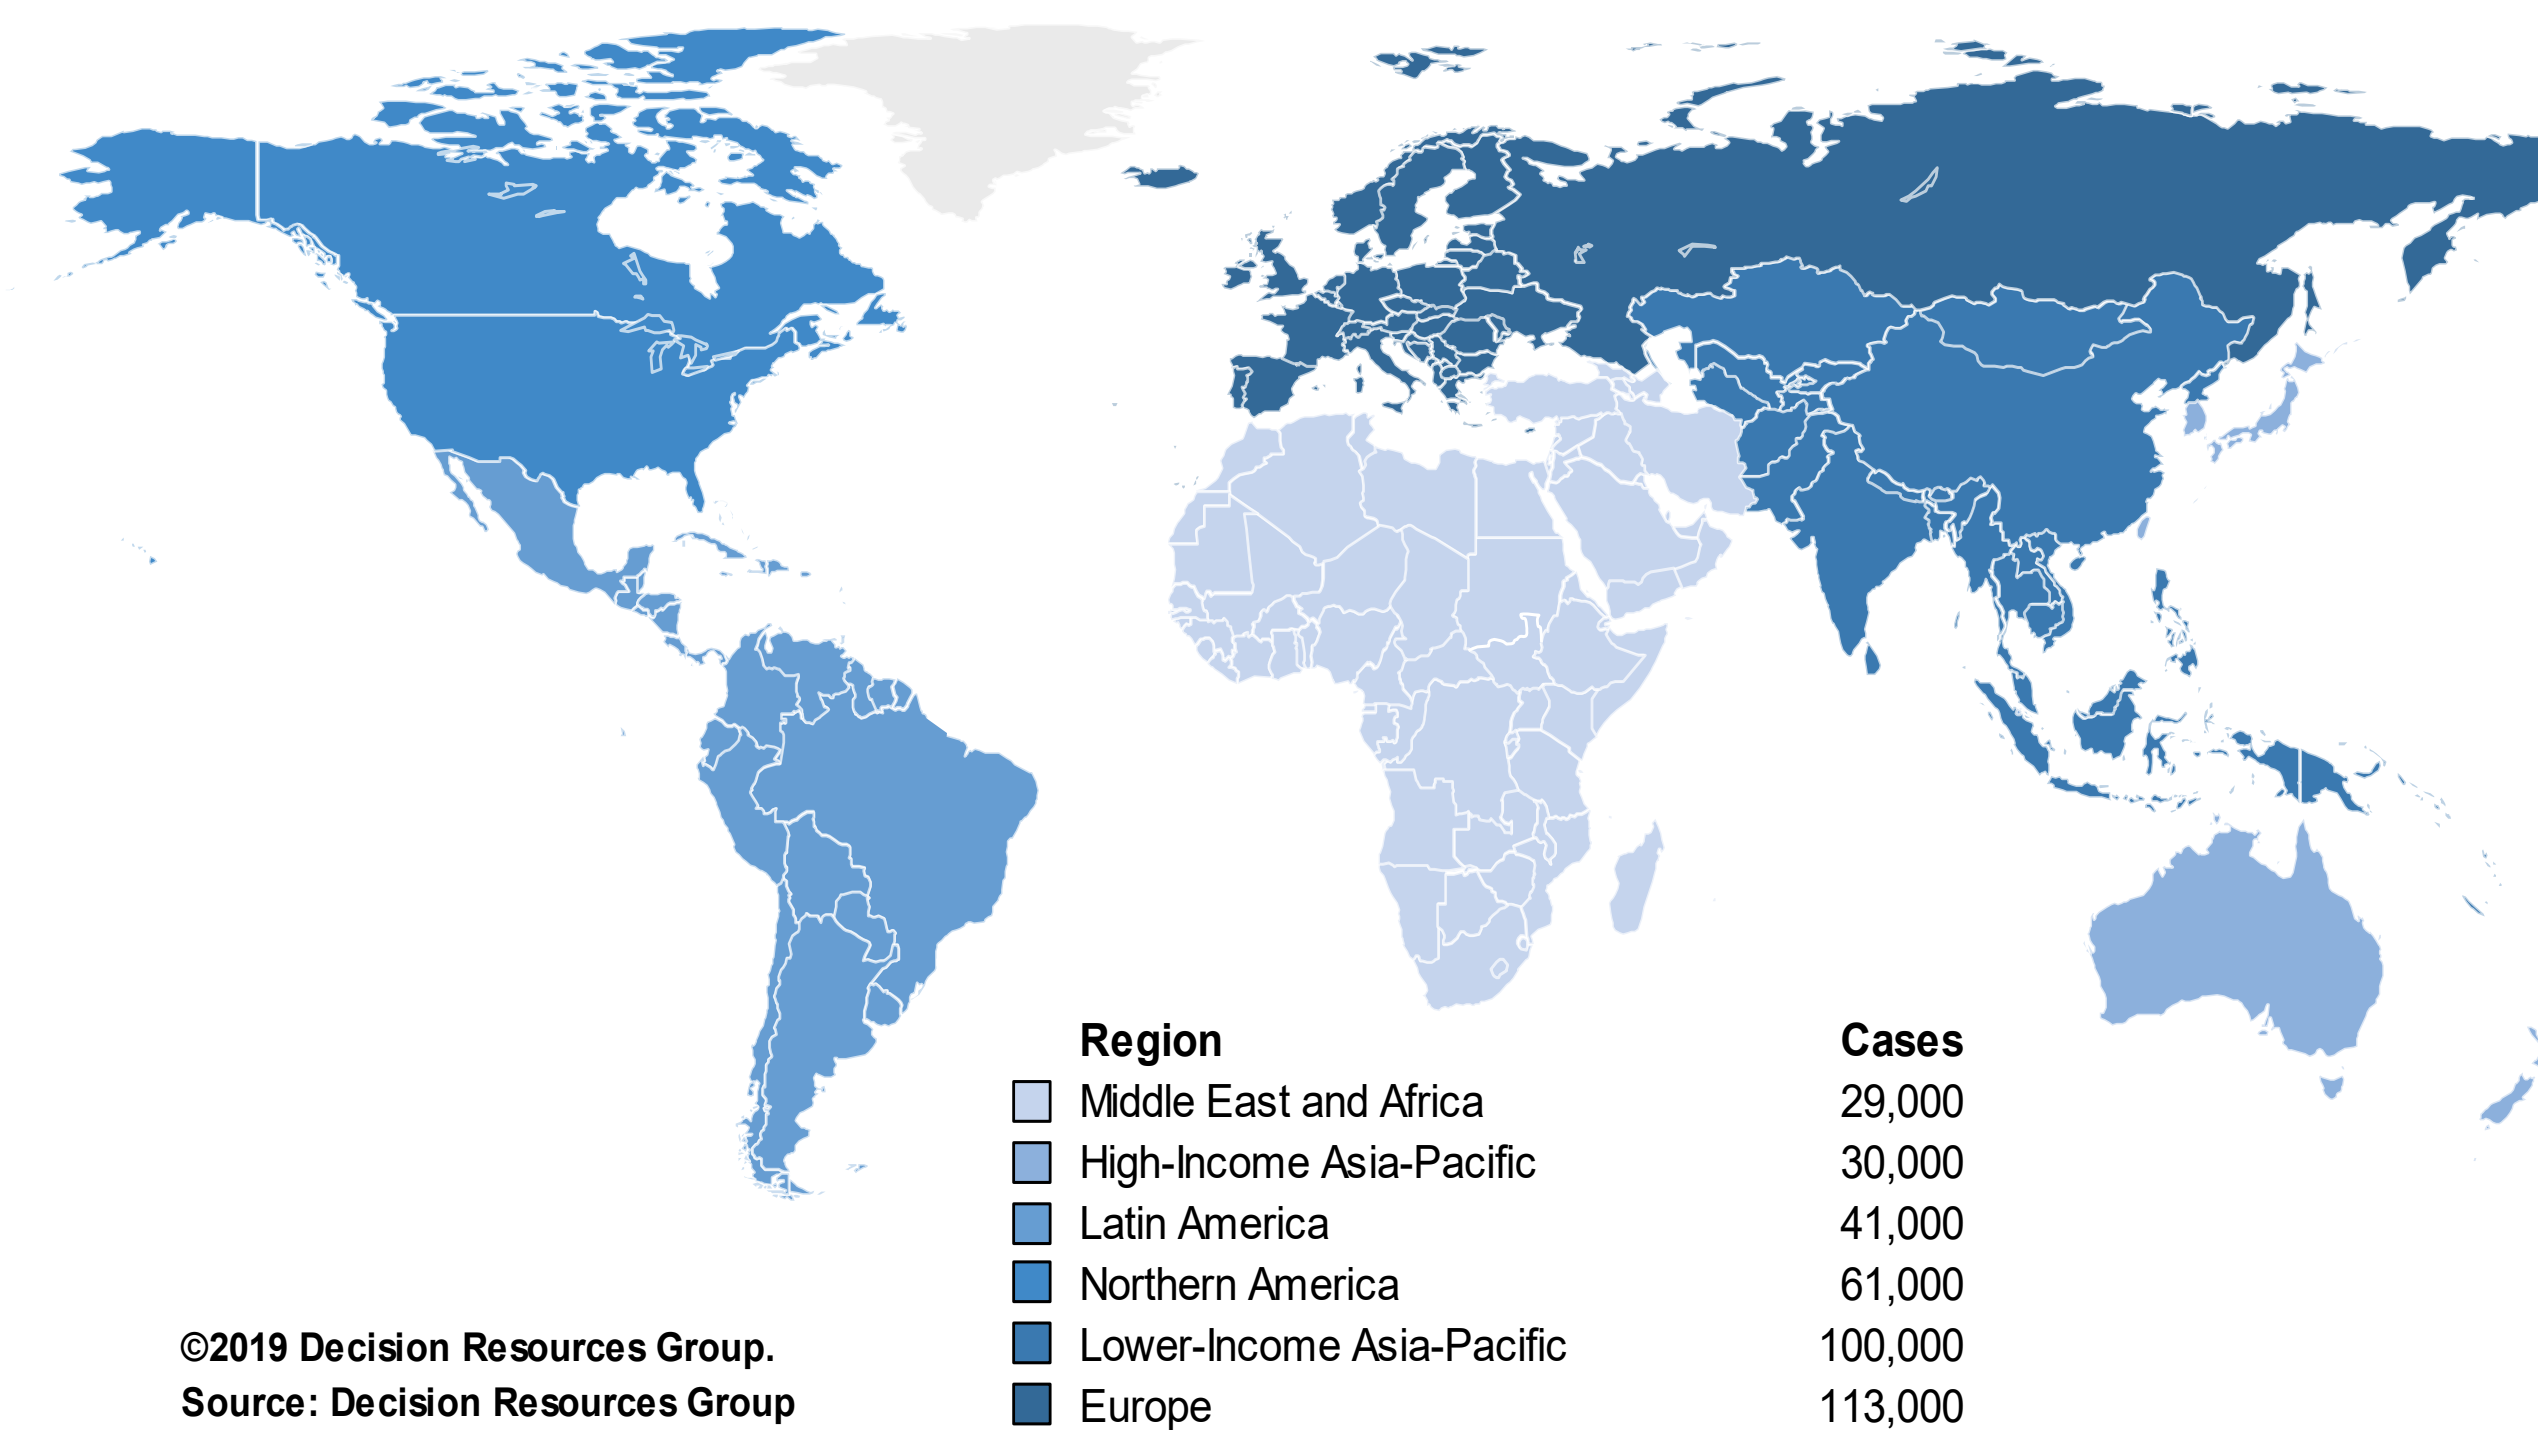 Region Cases
Middle East and Africa 29,000
High-Income Asia-Pacific 30,000
Latin America 41,000
Northern America 61,000
Lower-Income Asia-Pacific 100,000
Europe 113,000
©2019 Decision Resources Group.
Source: Decision Resources Group